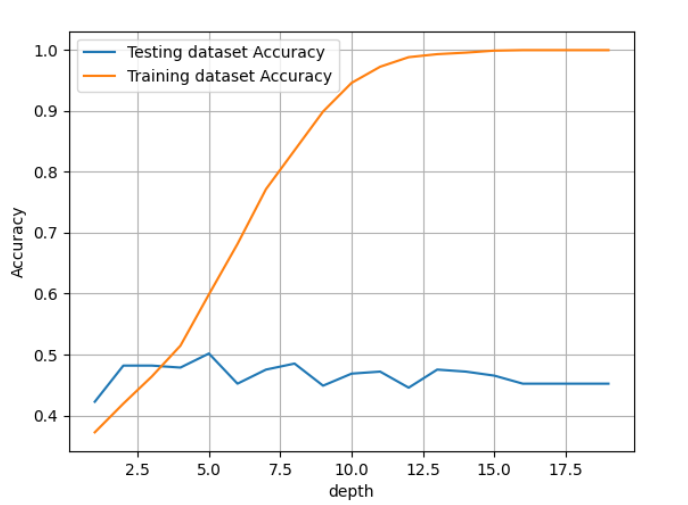 Testing dataset Accuracy
Training dataset Accuracy
1.0
0.9
0.8
0.7
0.6
0.5
0.4
Accuracy
2.5 5.0 7.5 10.0 12.5 15.0 17.5
depth